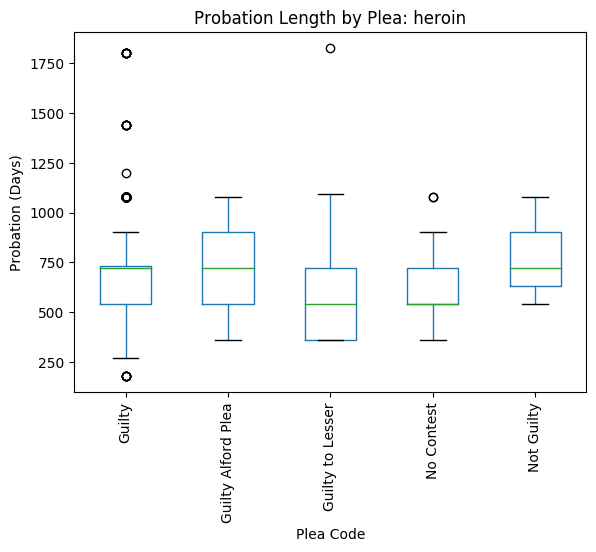 Probation Length by Plea: heroin
Probation (Days)
1750
1500
1250
1000
750
500
250
Guilty
Guilty Alford Plea
Guilty to Lesser
No Contest
Not Guilty
Plea Code